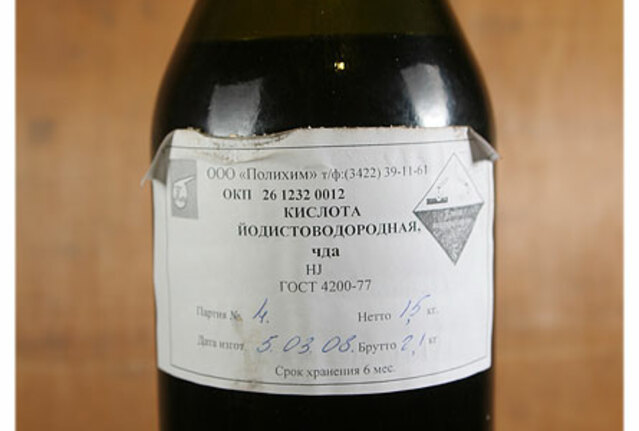 ООО «Полихим» т/ф:(3422) 39-11-61
ОКП 26 1232 0012
КИСЛОТА
ЙОДИСТОВОДОРОДНАЯ,
чда
HJ
ГОСТ 4200-77
Партия № 4. Нетто 1,5 кг.
Дата изгот. 5.03.08. Брутто 2,1 кг
Срок хранения 6 мес.